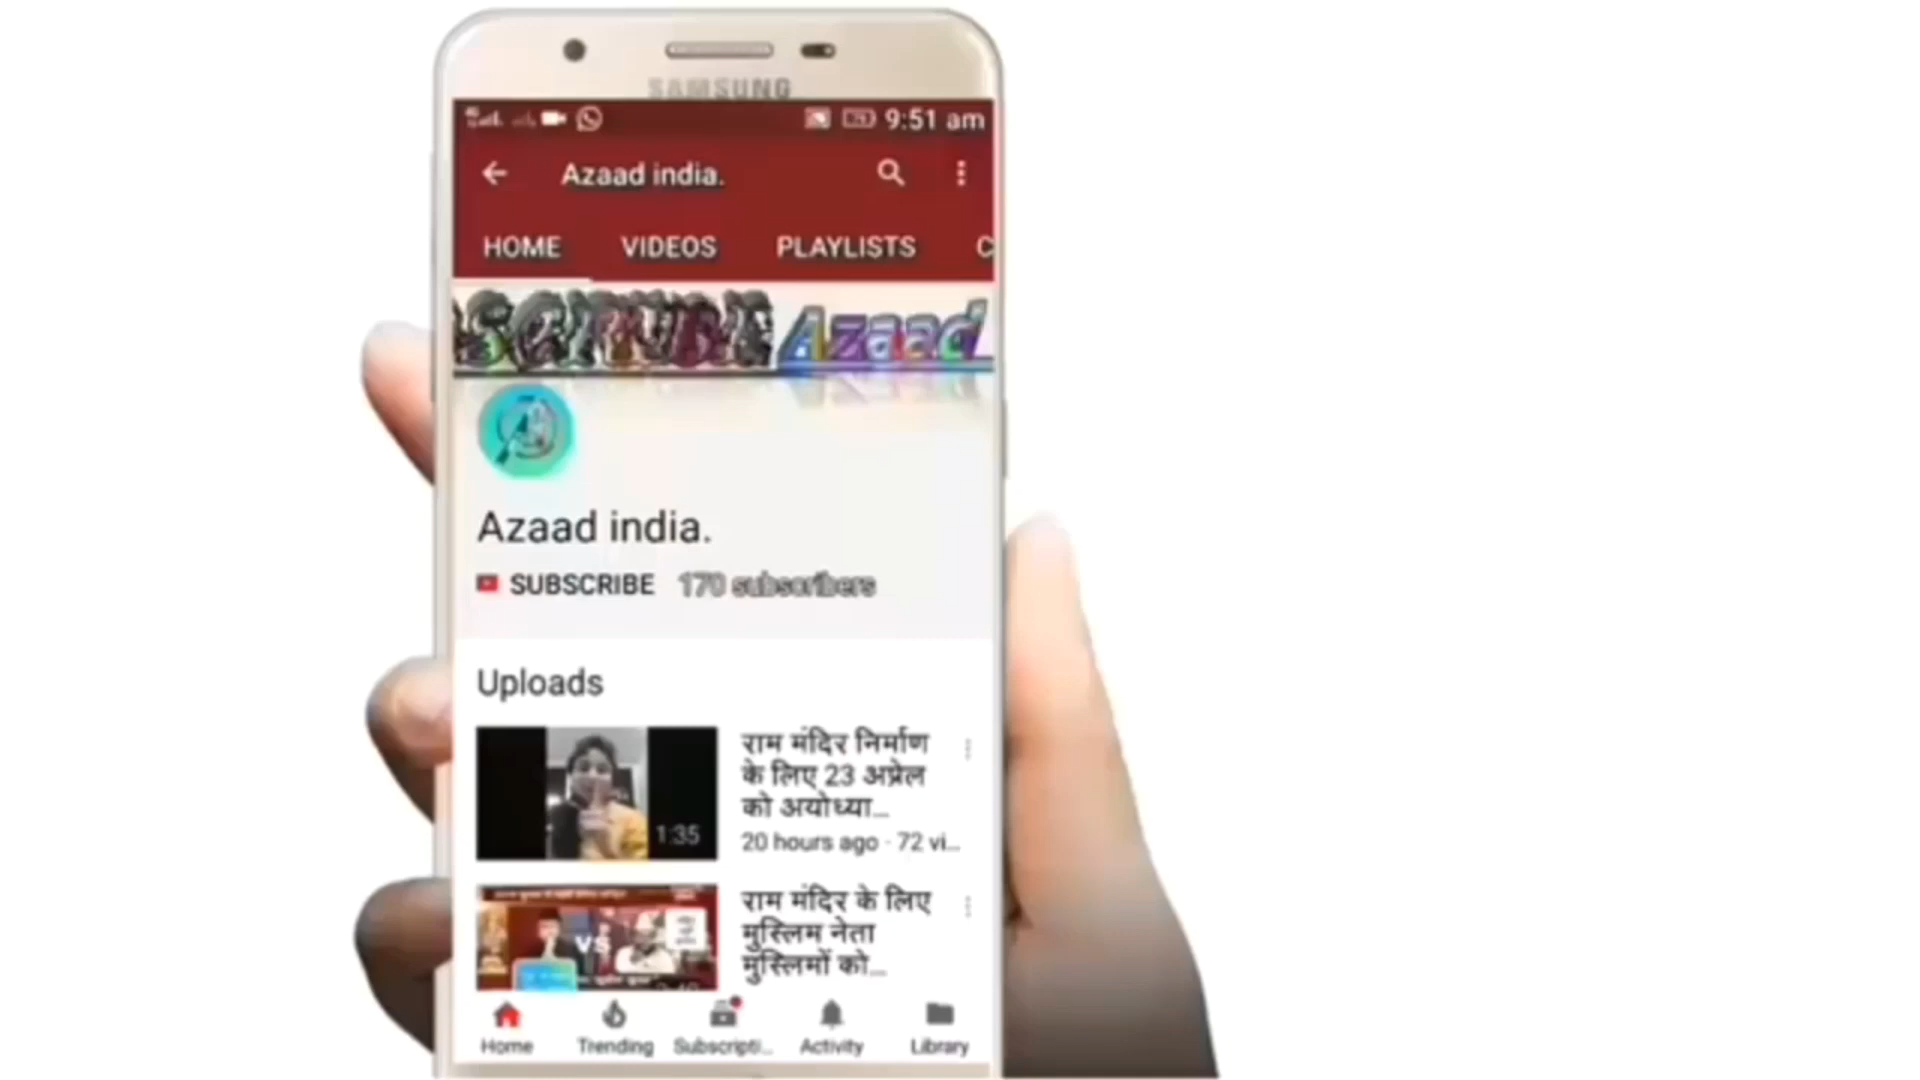 SAMSUNG
9:51 am
Azaad india.
HOME VIDEOS PLAYLISTS C
Azaad
Azaad india.
SUBSCRIBE 170 subscribers
Uploads
राम मंदिर निर्माण
के लिए 23 अप्रेल
को अयोध्या...
20 hours ago · 72 vi...
1:35
राम मंदिर के लिए
मुस्लिम नेता
मुस्लिमों को...
VS
Home Trending Subscripti... Activity Library